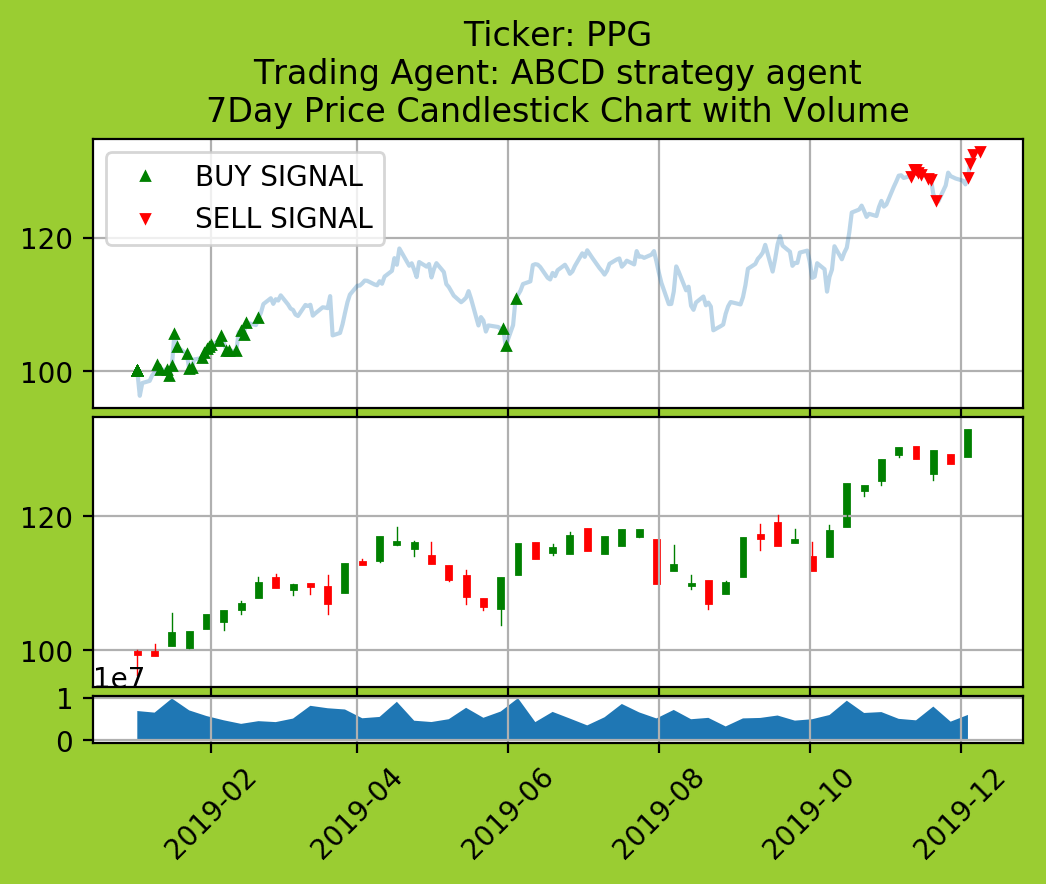 Ticker: PPG
Trading Agent: ABCD strategy agent
7Day Price Candlestick Chart with Volume
BUY SIGNAL
SELL SIGNAL
120
100
120
100
1e7
1
0
2019-02
2019-04
2019-06
2019-08
2019-10
2019-12